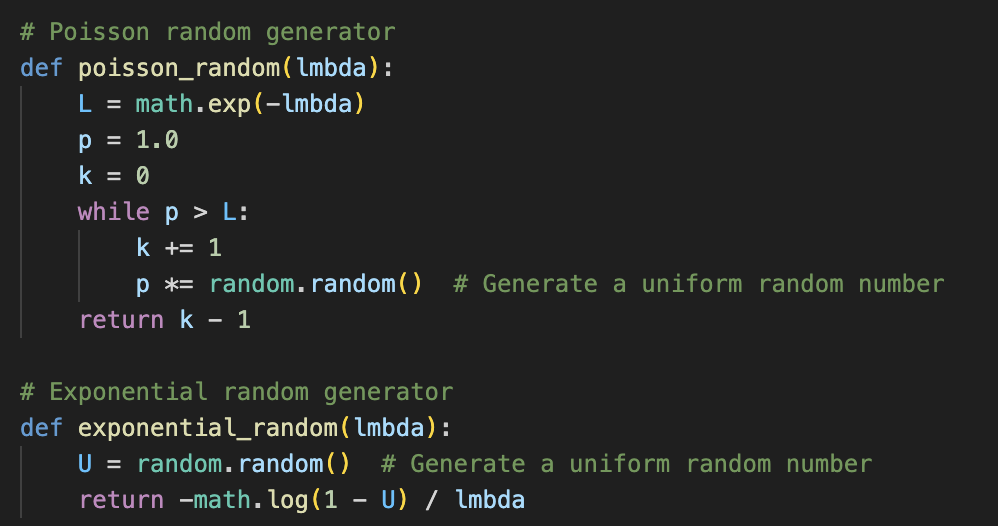 # Poisson random generator
def poisson_random(lmbda):
    L = math.exp(-lmbda)
    p = 1.0
    k = 0
    while p > L:
        k += 1
        p *= random.random()  # Generate a uniform random number
    return k - 1

# Exponential random generator
def exponential_random(lmbda):
    U = random.random()  # Generate a uniform random number
    return -math.log(1 - U) / lmbda